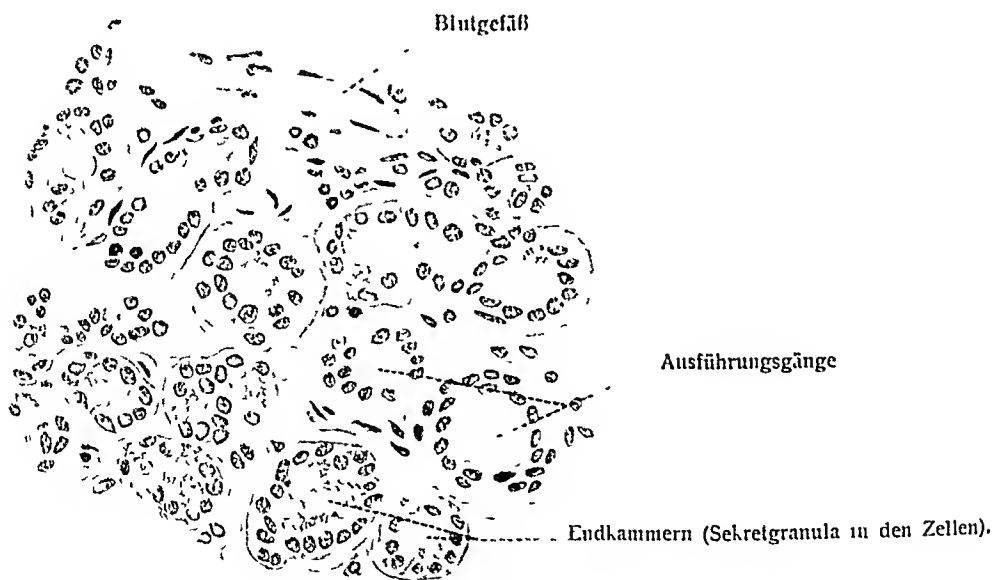 Blutgefäß
Ausführungsgänge
Endkammern (Sekretgranula in den Zellen).